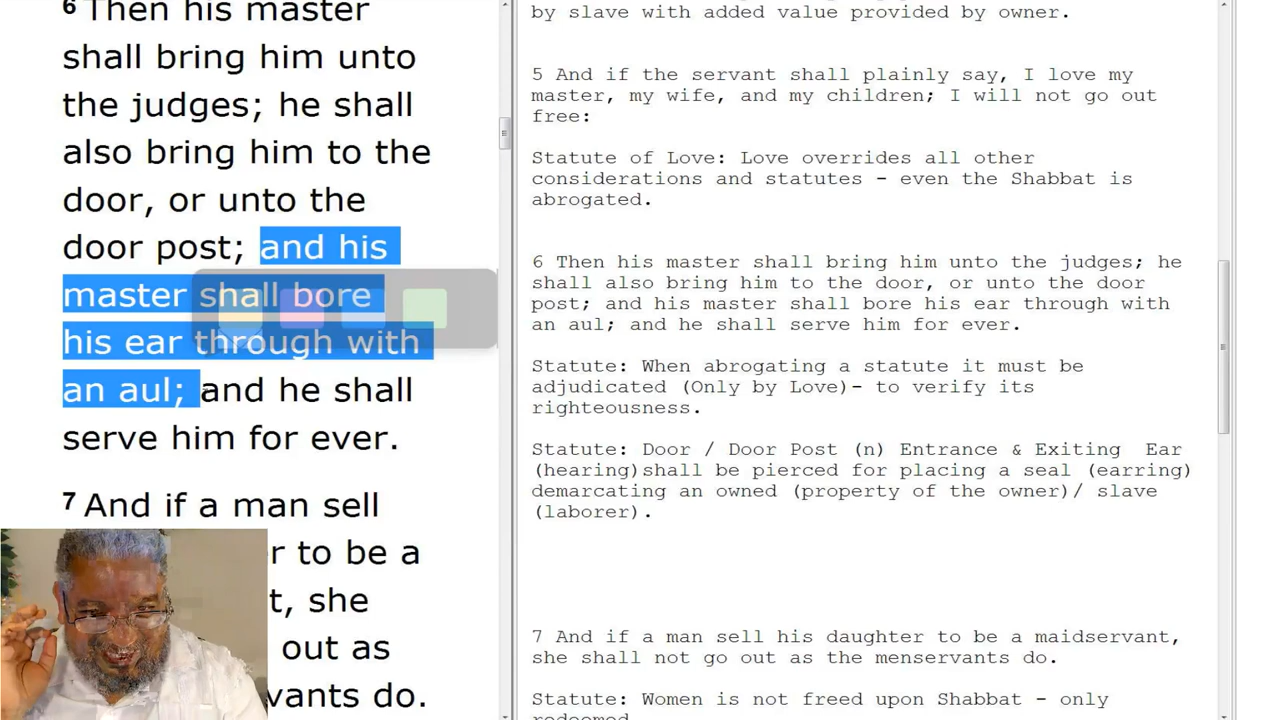 6 Then his master
shall bring him unto
the judges; he shall
also bring him to the
door, or unto the
door post; and his
master shall bore
his ear through with
an aul; and he shall
serve him for ever.
7 And if a man sell
r to be a
t, she
out as
vants do.
by slave with added value provided by owner.
5 And if the servant shall plainly say, I love my
master, my wife, and my children; I will not go out
free:
Statute of Love: Love overrides all other
considerations and statutes - even the Shabbat is
abrogated.
6 Then his master shall bring him unto the judges; he
shall also bring him to the door, or unto the door
post; and his master shall bore his ear through with
an aul; and he shall serve him for ever.
Statute: When abrogating a statute it must be
adjudicated (Only by Love)- to verify its
righteousness.
Statute: Door / Door Post (n) Entrance & Exiting Ear
(hearing)shall be pierced for placing a seal (earring)
demarcating an owned (property of the owner)/ slave
(laborer).
7 And if a man sell his daughter to be a maidservant,
she shall not go out as the menservants do.
Statute: Women is not freed upon Shabbat - only
redeemed